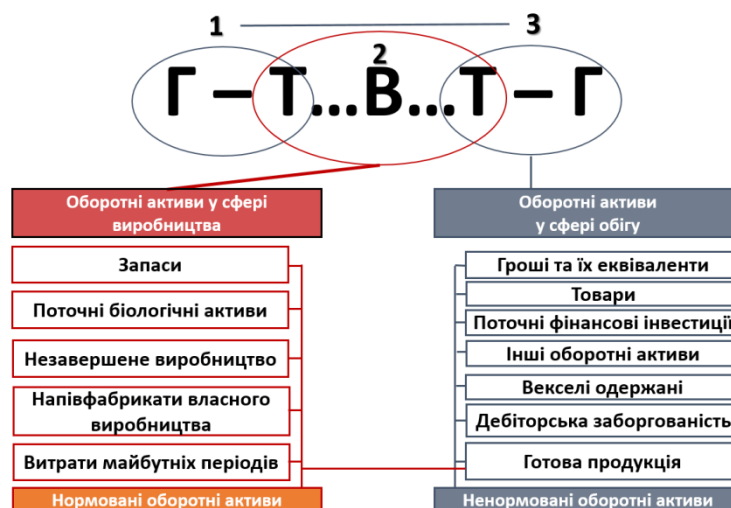 1
3
2
Г – Т...В...Т – Г
Оборотні активи у сфері
виробництва
Запаси
Поточні біологічні активи
Незавершене виробництво
Напівфабрикати власного
виробництва
Витрати майбутніх періодів
Нормовані оборотні активи
Оборотні активи
у сфері обігу
Гроші та їх еквіваленти
Товари
Поточні фінансові інвестиції
Інші оборотні активи
Векселі одержані
Дебіторська заборгованість
Готова продукція
Ненормовані оборотні активи